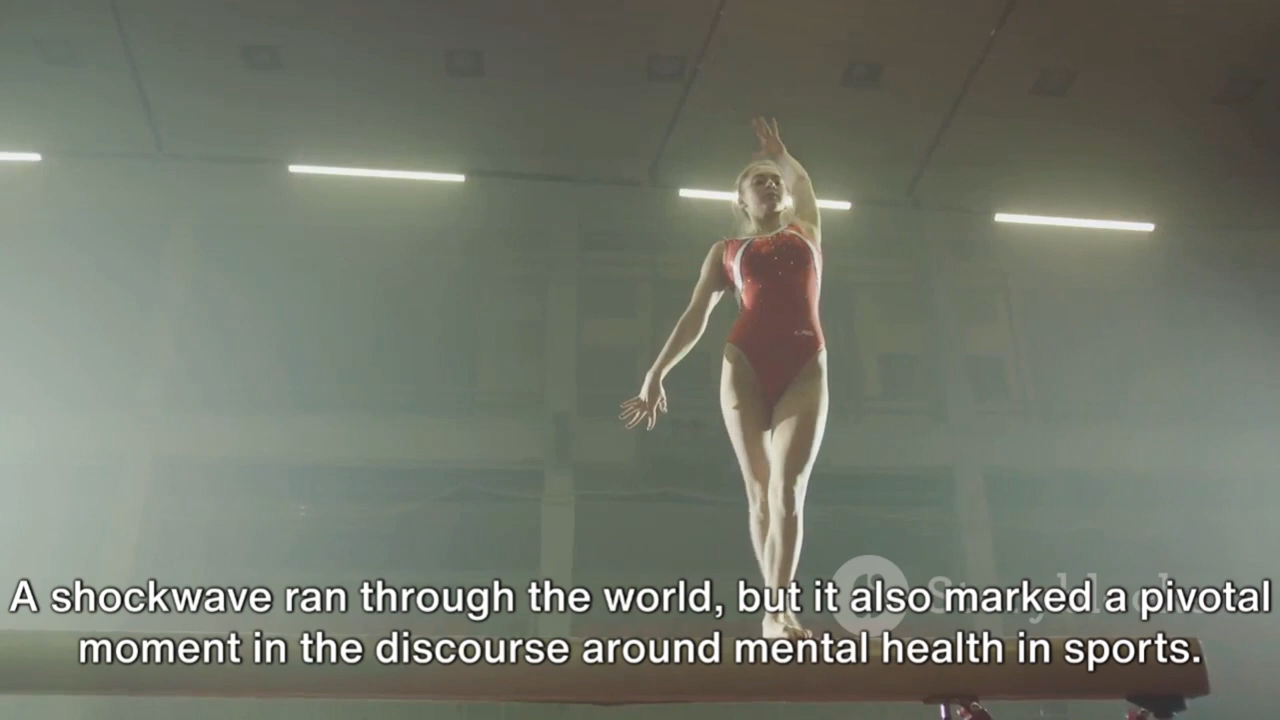 A shockwave ran through the world, but it also marked a pivotal
moment in the discourse around mental health in sports.